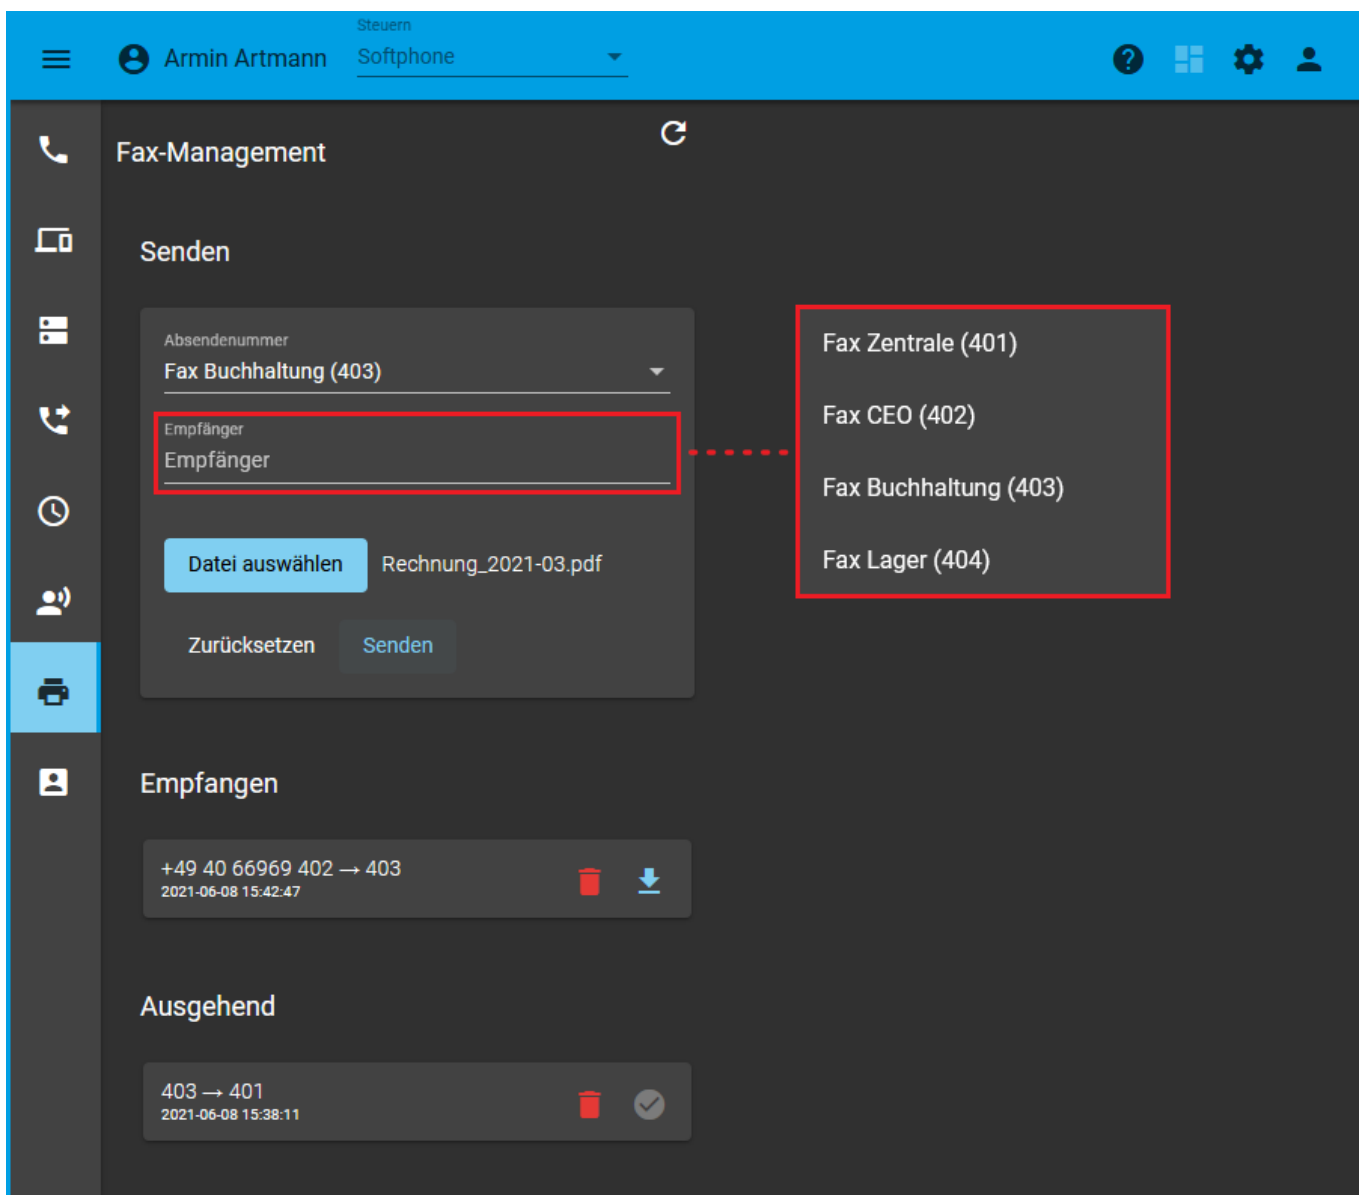 Steuern
Armin Artmann
Softphone
Fax-Management
Senden
Absendenummer
Fax Buchhaltung (403)
Empfänger
Empfänger
Datei auswählen
Rechnung_2021-03.pdf
Zurücksetzen
Senden
Fax Zentrale (401)
Fax CEO (402)
Fax Buchhaltung (403)
Fax Lager (404)
Empfangen
+49 40 66969 402 → 403
2021-06-08 15:42:47
Ausgehend
403 → 401
2021-06-08 15:38:11